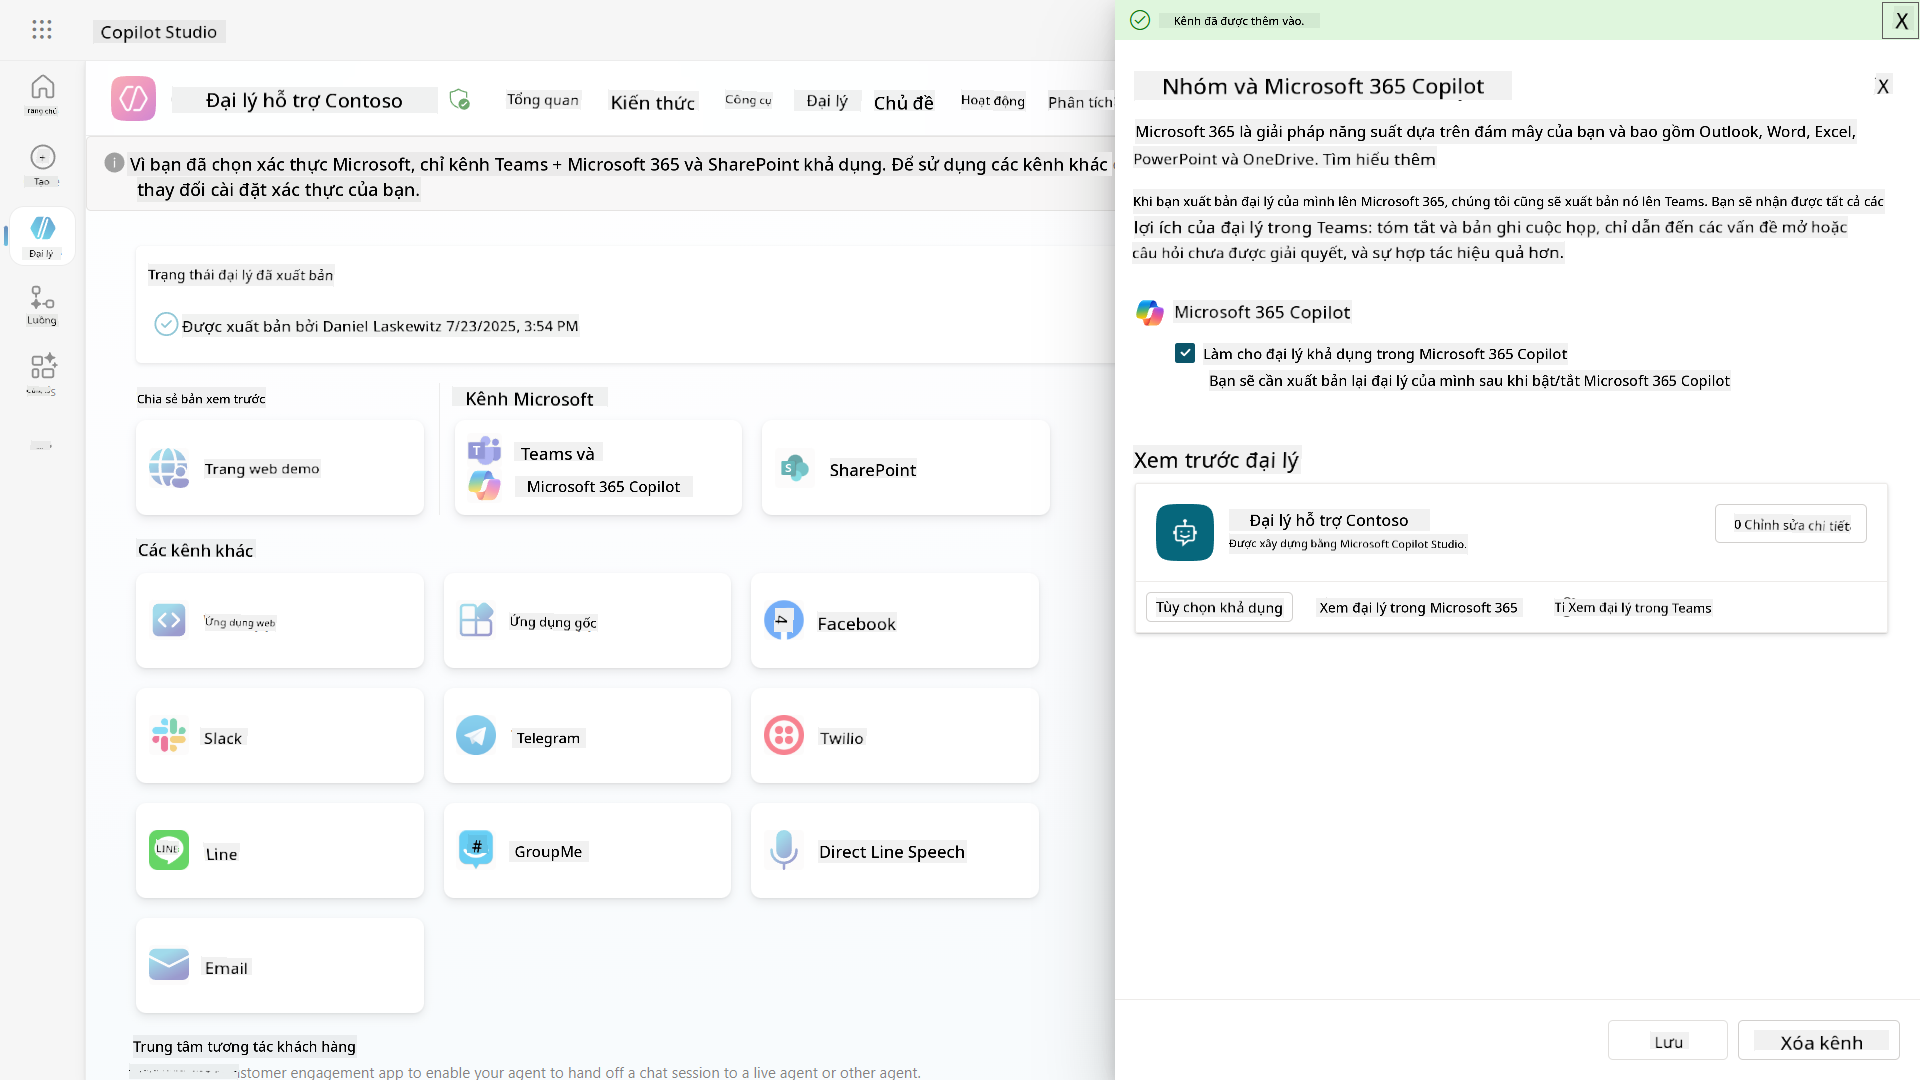 Copilot Studio
Trang chủ
Tạo
Đại lý
Luồng
Đại lý hỗ trợ Contoso
Tổng quan
Kiến thức
Công cụ
Đại lý
Chủ đề
Hoạt động
Phân tích
Vì bạn đã chọn xác thực Microsoft, chỉ kênh Teams + Microsoft 365 và SharePoint khả dụng. Để sử dụng các kênh khác
thay đổi cài đặt xác thực của bạn.
Trạng thái đại lý đã xuất bản
Được xuất bản bởi Daniel Laskewitz 7/23/2025, 3:54 PM
Chia sẻ bản xem trước
Trang web demo
Kênh Microsoft
Teams và
Microsoft 365 Copilot
SharePoint
Các kênh khác
Ứng dụng web
Ứng dụng gốc
Facebook
Slack
Telegram
Twilio
LINE
Line
GroupMe
Direct Line Speech
Email
Trung tâm tương tác khách hàng
stomer engagement app to enable your agent to hand off a chat session to a live agent or other agent.
Kênh đã được thêm vào.
X
Nhóm và Microsoft 365 Copilot
X
Microsoft 365 là giải pháp năng suất dựa trên đám mây của bạn và bao gồm Outlook, Word, Excel,
PowerPoint và OneDrive. Tìm hiểu thêm
Khi bạn xuất bản đại lý của mình lên Microsoft 365, chúng tôi cũng sẽ xuất bản nó lên Teams. Bạn sẽ nhận được tất cả các
lợi ích của đại lý trong Teams: tóm tắt và bản ghi cuộc họp, chỉ dẫn đến các vấn đề mở hoặc
câu hỏi chưa được giải quyết, và sự hợp tác hiệu quả hơn.
Microsoft 365 Copilot
Làm cho đại lý khả dụng trong Microsoft 365 Copilot
Bạn sẽ cần xuất bản lại đại lý của mình sau khi bật/tắt Microsoft 365 Copilot
Xem trước đại lý
Đại lý hỗ trợ Contoso
Được xây dựng bằng Microsoft Copilot Studio.
0 Chỉnh sửa chi tiết
Tùy chọn khả dụng
Xem đại lý trong Microsoft 365
Xem đại lý trong Teams
Lưu
Xóa kênh